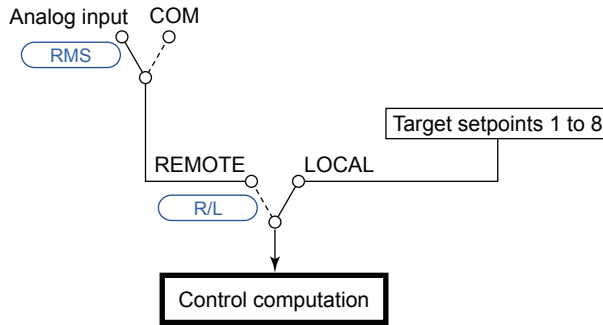 Analog input COM
RMS
Target setpoints 1 to 8
REMOTE LOCAL
R/L
Control computation